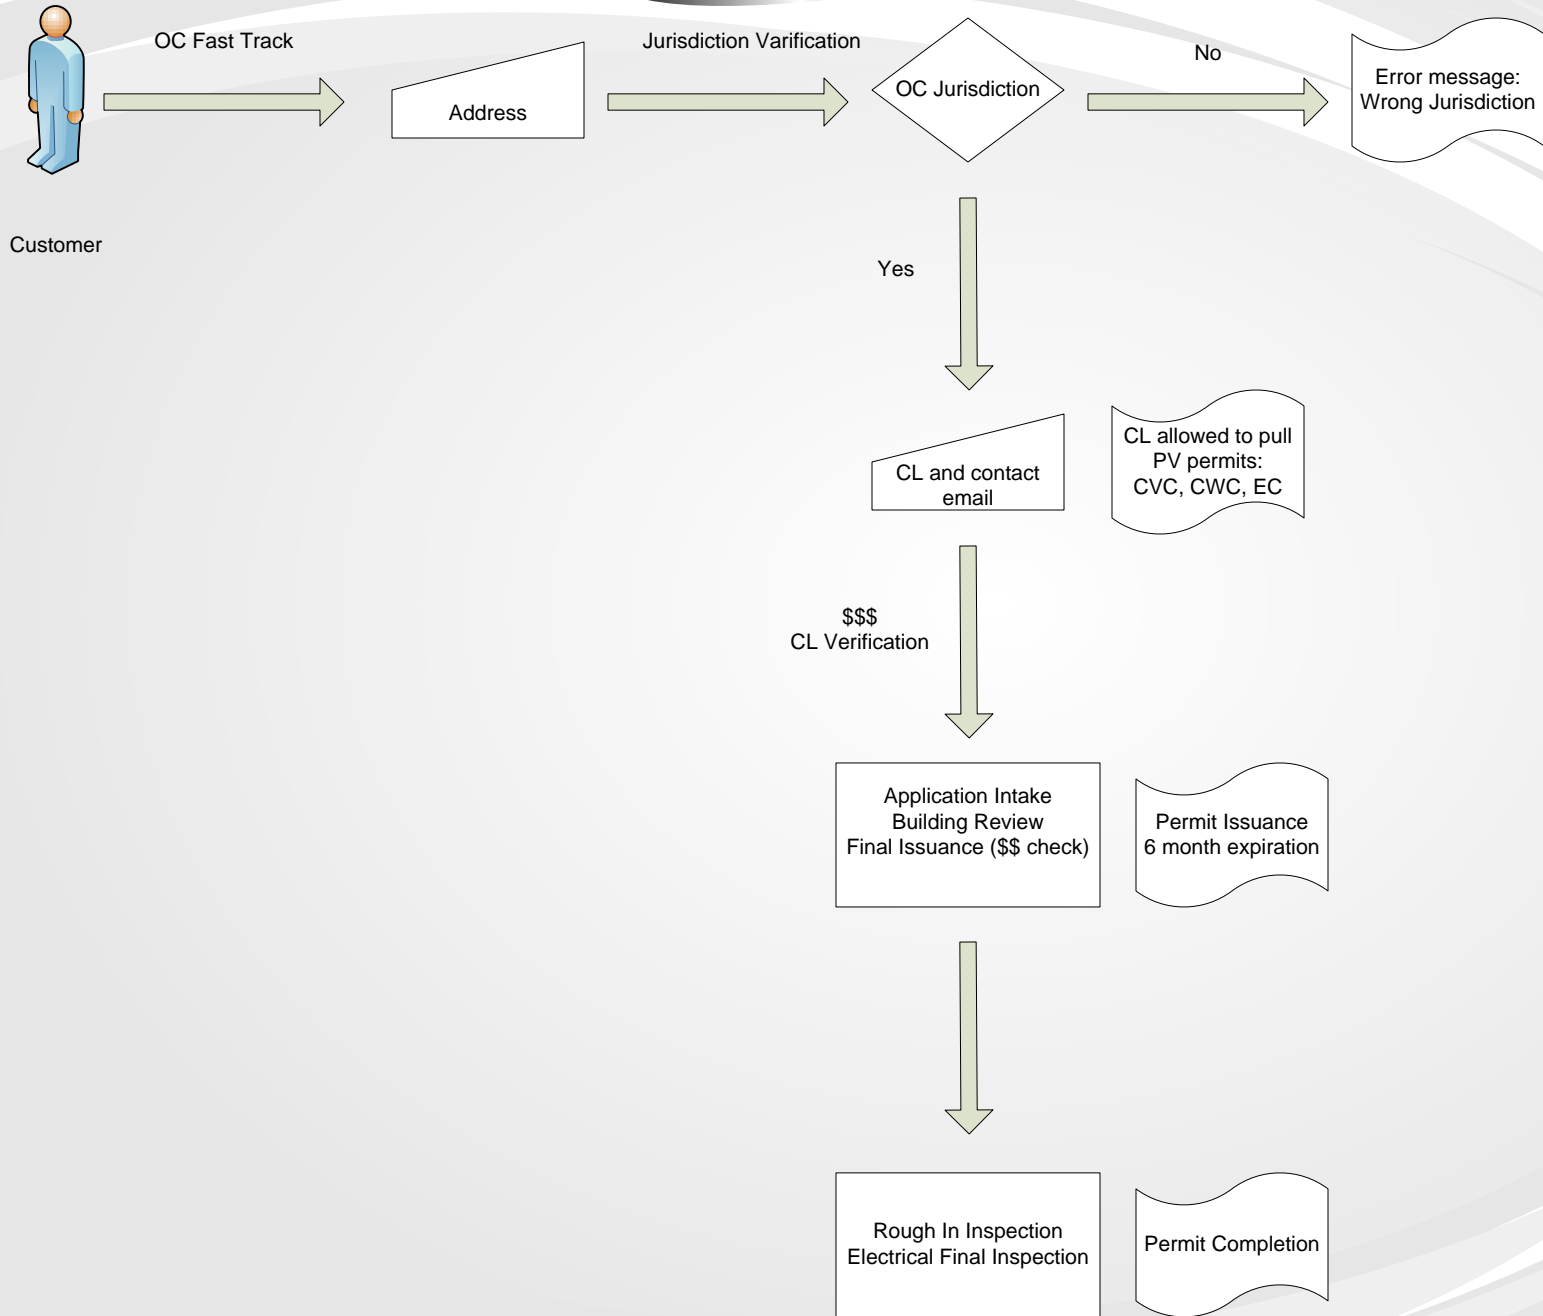 OC Fast Track
Jurisdiction Varification
No
Address
OC Jurisdiction
Error message:
Wrong Jurisdiction
Customer
Yes
CL and contact
email
CL allowed to pull
PV permits:
CVC, CWC, EC
$$$
CL Verification
Application Intake
Building Review
Final Issuance ($$ check)
Permit Issuance
6 month expiration
Rough In Inspection
Electrical Final Inspection
Permit Completion